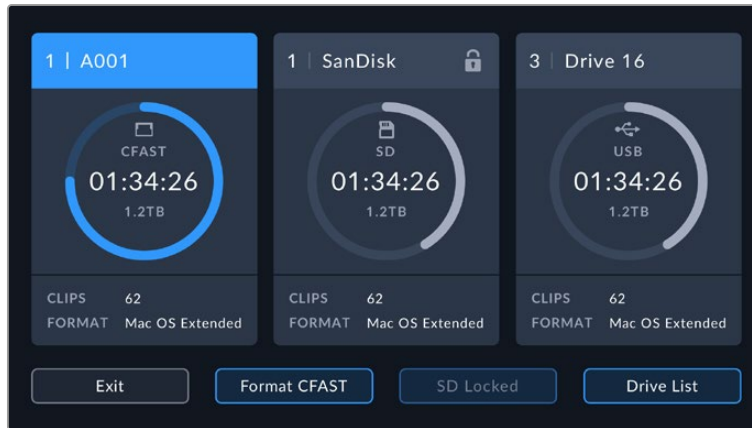 1 | A001
CFAST
01:34:26
1.2TB
CLIPS 62
FORMAT Mac OS Extended
1 | SanDisk
SD
01:34:26
1.2TB
CLIPS 62
FORMAT Mac OS Extended
3 | Drive 16
USB
01:34:26
1.2TB
CLIPS 62
FORMAT Mac OS Extended
Exit
Format CFAST
SD Locked
Drive List